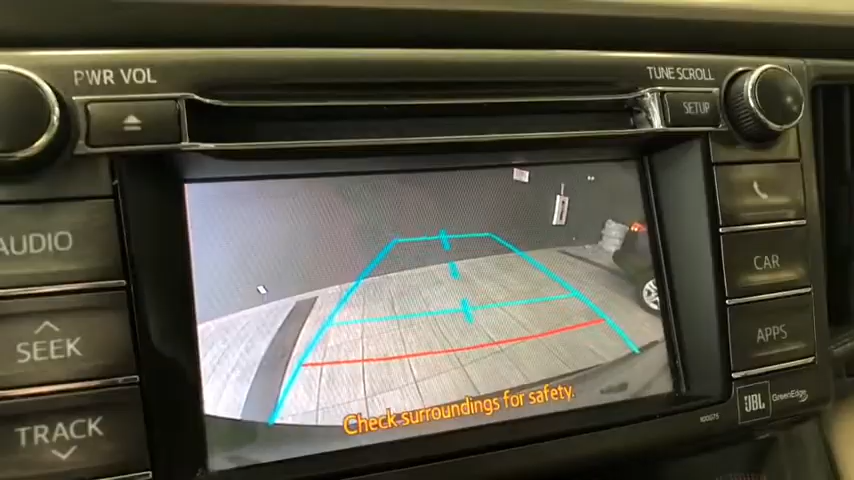 PWR VOL
TUNE SCROLL
SETUP
AUDIO
SEEK
TRACK
CAR
APPS
JBL GreenEdge
Check surroundings for safety.